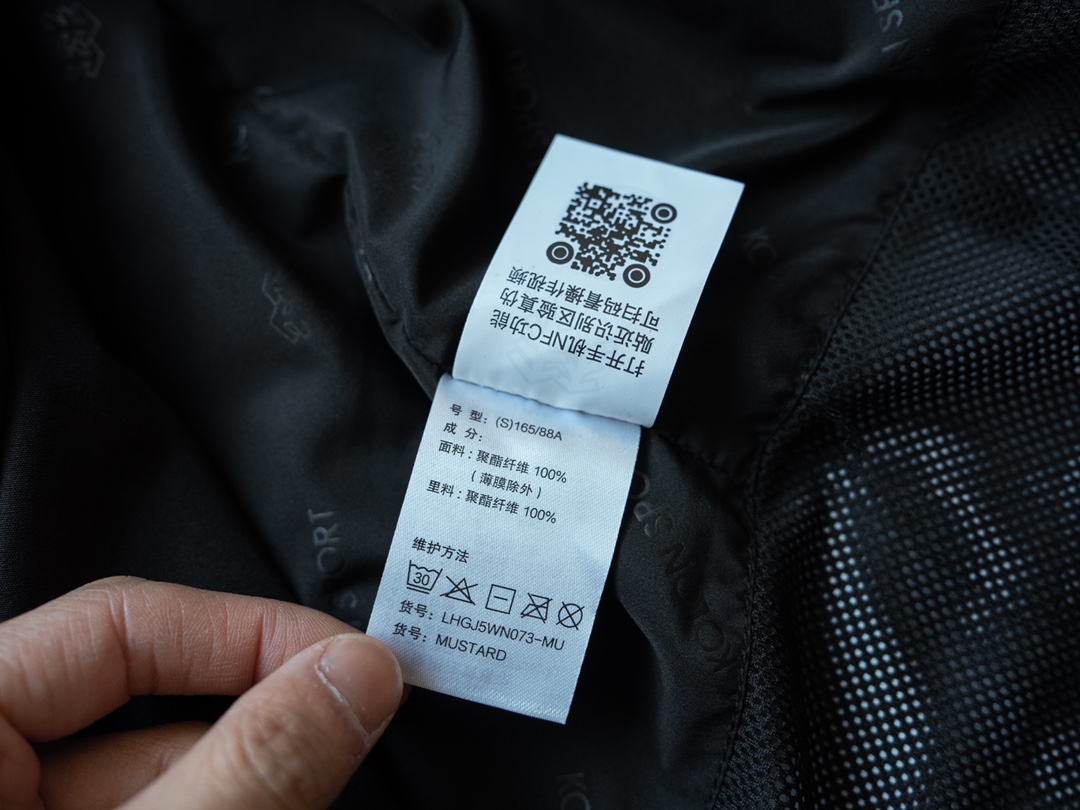 打开手机NFC功能
贴近识别区验真伪
可扫码看操作视频
号 型: (S)165/88A
成 分:
面料: 聚酯纤维 100%
(薄膜除外)
里料: 聚酯纤维 100%
维护方法
30
货号: LHGJ5WN073-MU
货号: MUSTARD
SPORT